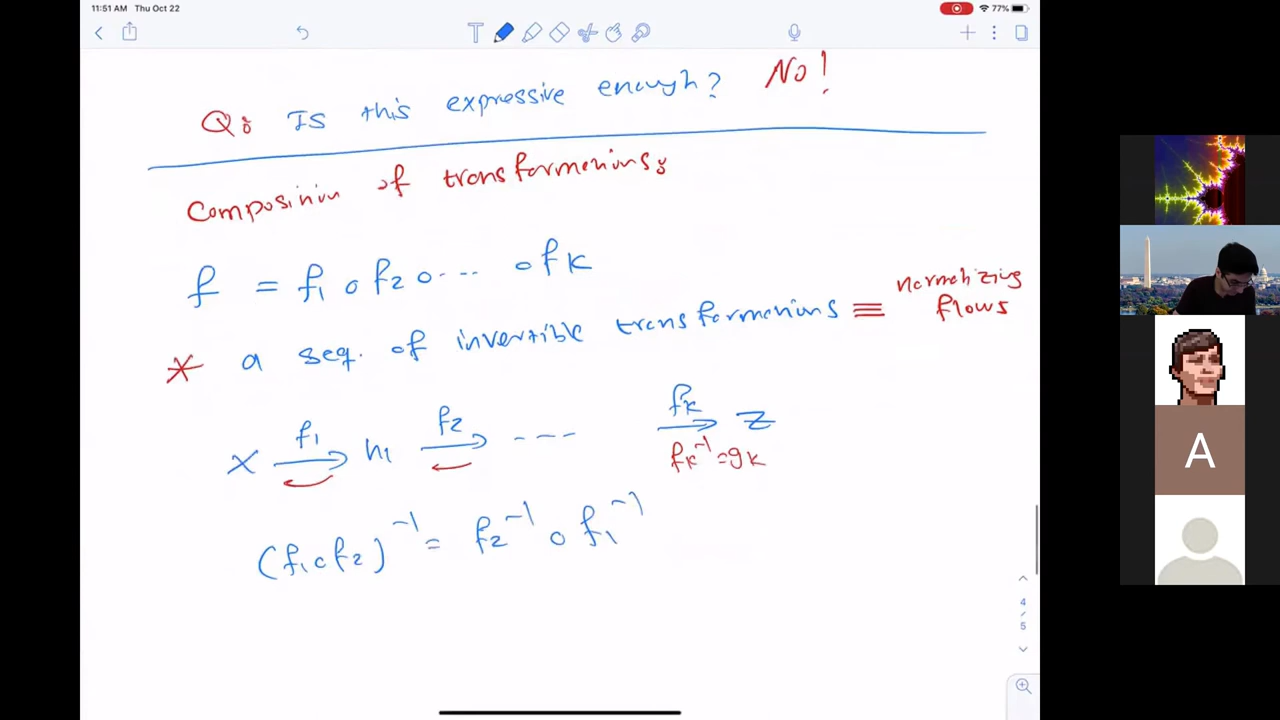 11:51 AM Thu Oct 22
77%
Q: Is this expressive enough? No!
Composition of transformations:
f = f1 o f2 o ... o fk
normalizing
* a seq. of invertible transformations ≡ flows
x →f1 h1 →f2 --- →fk z
fk⁻¹ = gk
(f1 o f2)⁻¹ = f2⁻¹ o f1⁻¹
A
4
/
5